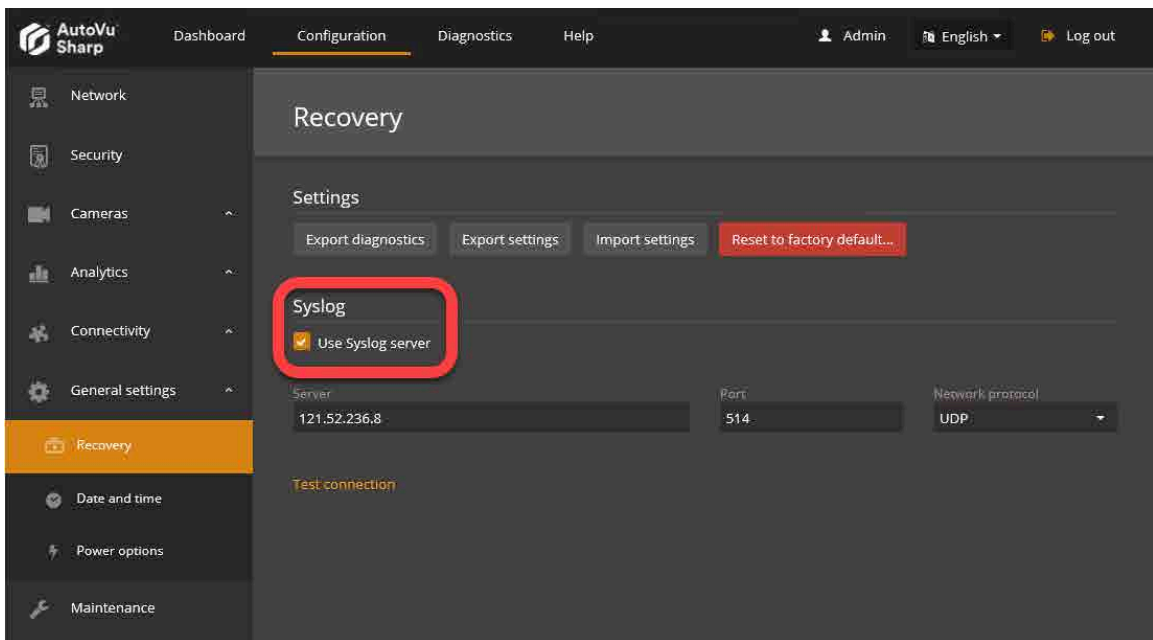 AutoVu
Sharp
Dashboard
Configuration
Diagnostics
Help
Admin
English
Log out
Network
Security
Cameras
Analytics
Connectivity
General settings
Recovery
Date and time
Power options
Maintenance
Recovery
Settings
Export diagnostics
Export settings
Import settings
Reset to factory default...
Syslog
Use Syslog server
Server
Port
Network protocol
121.52.236.8
514
UDP
Test connection